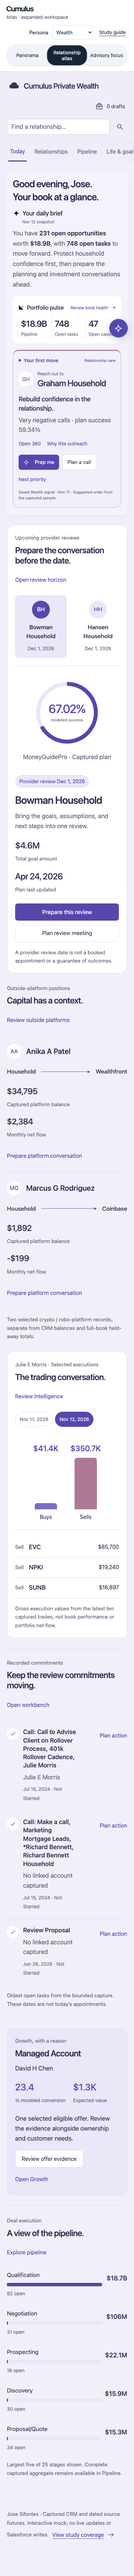 Cumulus
Atlas · expanded workspace
Persona Wealth Study guide
Panorama
Relationship atlas
Advisory focus
Cumulus Private Wealth
0 drafts
Find a relationship...
Today Relationships Pipeline Life & goal
Good evening, Jose.
Your book at a glance.
Your daily brief
Nov 12 snapshot
You have 231 open opportunities
worth $18.9B, with 748 open tasks to
move forward. Protect household
confidence first, then prepare the
planning and investment conversations
ahead.
Portfolio pulse Review book health →
$18.9B 748 47
Pipeline Open tasks Open cases
Your first move Relationship care
GH
Reach out to
Graham Household
Rebuild confidence in the
relationship.
Very negative calls · plan success
59.34%
Open 360 Why this outreach
Prep me Plan a call
Next priority
Saved Wealth signal · Nov 11 · Suggested order from
the captured sample
Upcoming provider reviews
Prepare the conversation
before the date.
Open review horizon
BH
Bowman
Household
Dec 1, 2026
HH
Hansen
Household
Dec 1, 2026
67.02%
modeled success
MoneyGuidePro · Captured plan
Provider review Dec 1, 2026
Bowman Household
Bring the goals, assumptions, and
next steps into one review.
$4.6M
Total goal amount
Apr 24, 2026
Plan last updated
Prepare this review
Plan review meeting
A provider review date is not a booked
appointment or a guarantee of outcomes.
Outside-platform positions
Capital has a context.
Review outside platforms
AA Anika A Patel
Household Wealthfront
$34,795
Captured platform balance
$2,384
Monthly net flow
Prepare platform conversation
MG Marcus G Rodriguez
Household Coinbase
$1,892
Captured platform balance
-$199
Monthly net flow
Prepare platform conversation
Two selected crypto / robo-platform records,
separate from CRM balances and full-book held-
away totals.
Julie E Morris · Selected executions
The trading conversation.
Review Intelligence
Nov 11, 2026 Nov 12, 2026
$41.4K $350.7K
Buys Sells
Sell EVC $85,700
Sell NPKI $19,240
Sell SUNB $16,897
Gross execution values from the latest ten
captured trades; not book performance or
portfolio net flow.
Recorded commitments
Keep the review commitments
moving.
Open workbench
Call: Call to Advise
Client on Rollover
Process, 401k
Rollover Cadence,
Julie Morris
Plan action
Julie E Morris
Jul 15, 2024 · Not
Started
Call: Make a call,
Marketing
Mortgage Leads,
*Richard Bennett,
Richard Bennett
Household
Plan action
No linked account
captured
Jul 15, 2024 · Not
Started
Review Proposal
Plan action
No linked account
captured
Jun 26, 2026 · Not
Started
Oldest open tasks from the bounded capture.
These dates are not today's appointments.
Growth, with a reason
Managed Account
David H Chen
23.4 $1.3K
% modeled conversion Expected value
One selected eligible offer. Review
the evidence alongside ownership
and customer needs.
Review offer evidence
Open Growth
Deal execution
A view of the pipeline.
Explore pipeline
Qualification $18.7B
62 open
Negotiation $106M
31 open
Prospecting $22.1M
16 open
Discovery $15.9M
30 open
Proposal/Quote $15.3M
34 open
Largest five of 25 stages shown. Complete
captured aggregate remains available in Pipeline.
Jose Sifontes · Captured CRM and dated source
fixtures. Interactive mock; no live updates or
Salesforce writes. View study coverage →